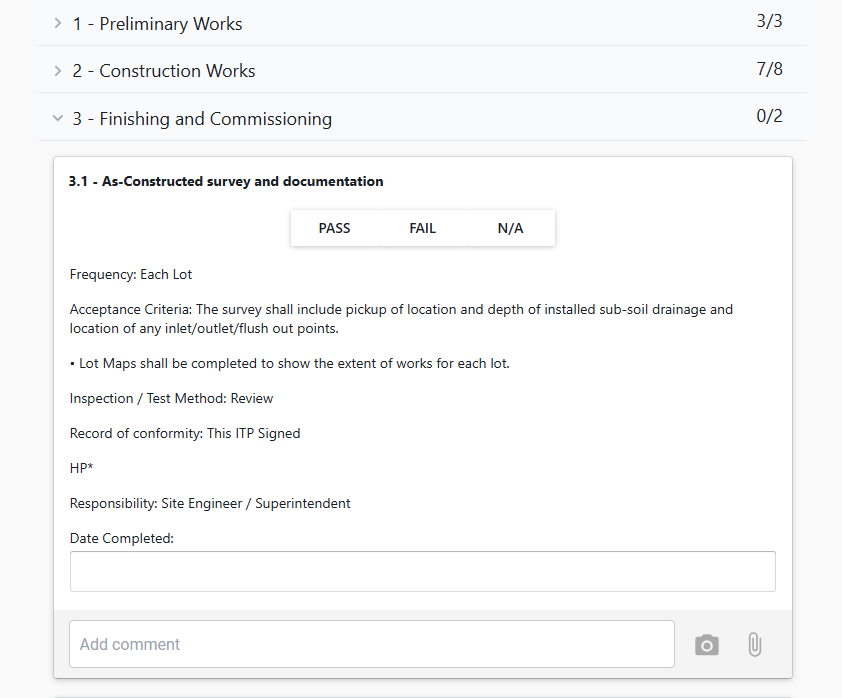 1 - Preliminary Works
3/3
2 - Construction Works
7/8
3 - Finishing and Commissioning
0/2
3.1 - As-Constructed survey and documentation
PASS
FAIL
N/A
Frequency: Each Lot
Acceptance Criteria: The survey shall include pickup of location and depth of installed sub-soil drainage and
location of any inlet/outlet/flush out points.
• Lot Maps shall be completed to show the extent of works for each lot.
Inspection / Test Method: Review
Record of conformity: This ITP Signed
HP*
Responsibility: Site Engineer / Superintendent
Date Completed:
Add comment